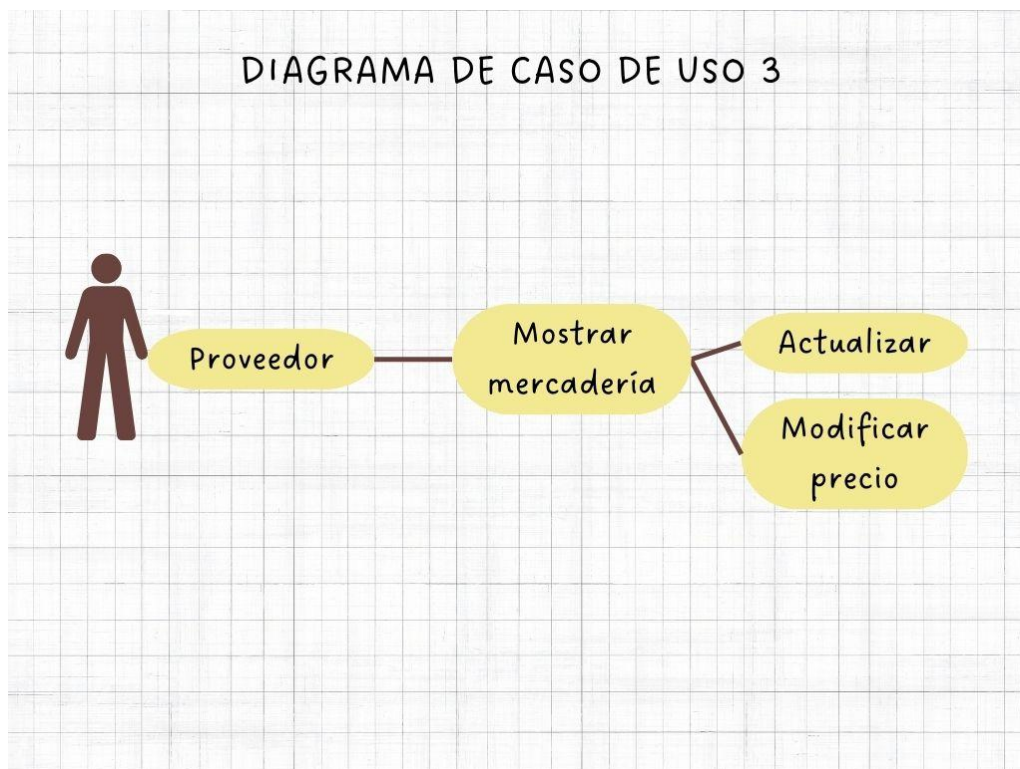 DIAGRAMA DE CASO DE USO 3
Proveedor
Mostrar
mercadería
Actualizar
Modificar
precio